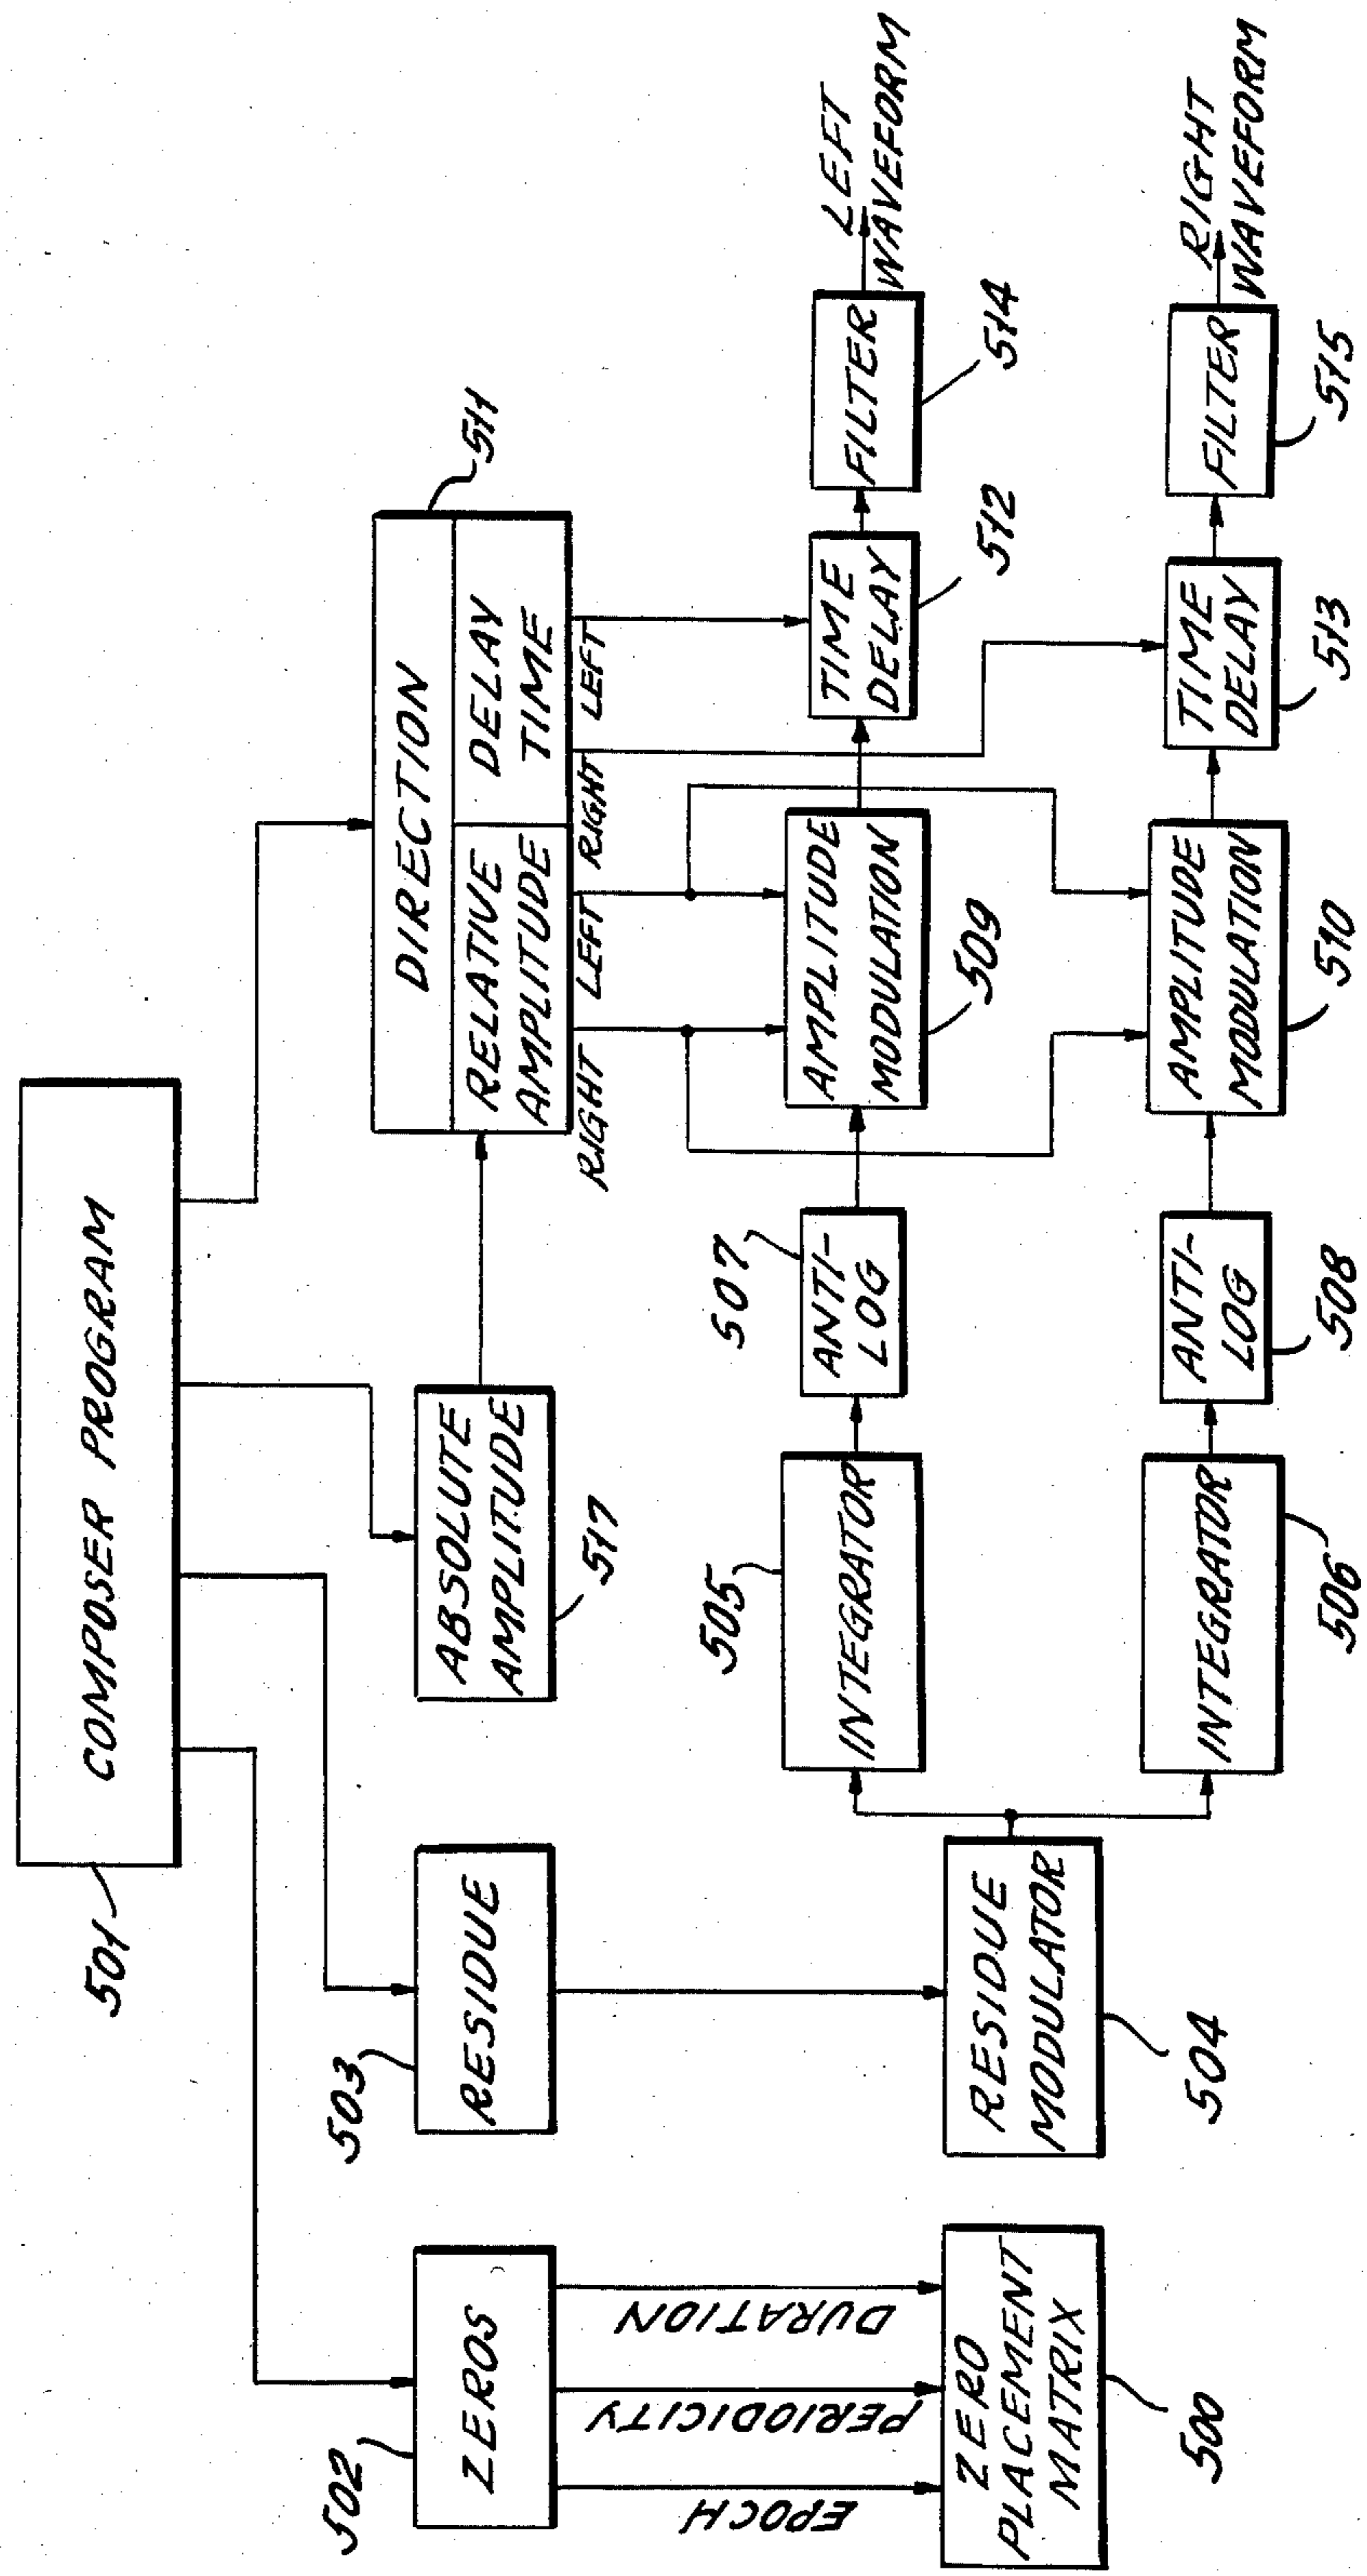 COMPOSER PROGRAM
501
ZEROS
502
RESIDUE
503
ABSOLUTE
AMPLITUDE
517
DIRECTION
RELATIVE
AMPLITUDE
DELAY
TIME
511
RIGHT
LEFT
RIGHT
LEFT
EPOCH
PERIODICITY
DURATION
ZERO
PLACEMENT
MATRIX
500
RESIDUE
MODULATOR
504
INTEGRATOR
505
ANTI-
LOG
507
AMPLITUDE
MODULATION
509
TIME
DELAY
512
FILTER
514
LEFT
WAVEFORM
INTEGRATOR
506
ANTI-
LOG
508
AMPLITUDE
MODULATION
510
TIME
DELAY
513
FILTER
515
RIGHT
WAVEFORM